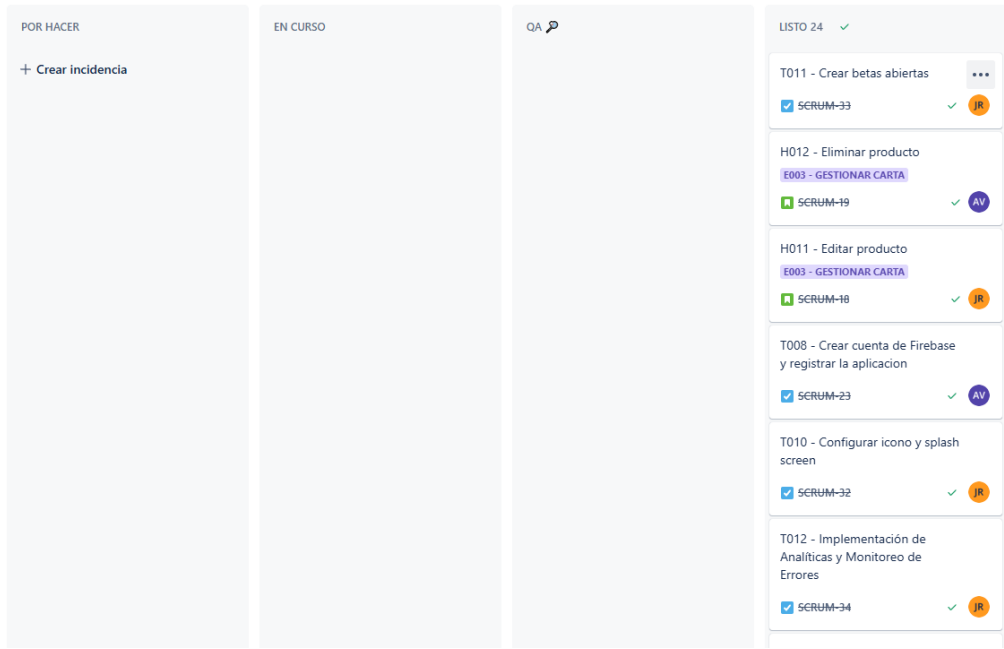 POR HACER
+ Crear incidencia
EN CURSO
QA
LISTO 24
T011 - Crear betas abiertas
SCRUM-33
JR
H012 - Eliminar producto
E003 - GESTIONAR CARTA
SCRUM-19
AV
H011 - Editar producto
E003 - GESTIONAR CARTA
SCRUM-18
JR
T008 - Crear cuenta de Firebase
y registrar la aplicacion
SCRUM-23
AV
T010 - Configurar icono y splash
screen
SCRUM-32
JR
T012 - Implementación de
Analíticas y Monitoreo de
Errores
SCRUM-34
JR